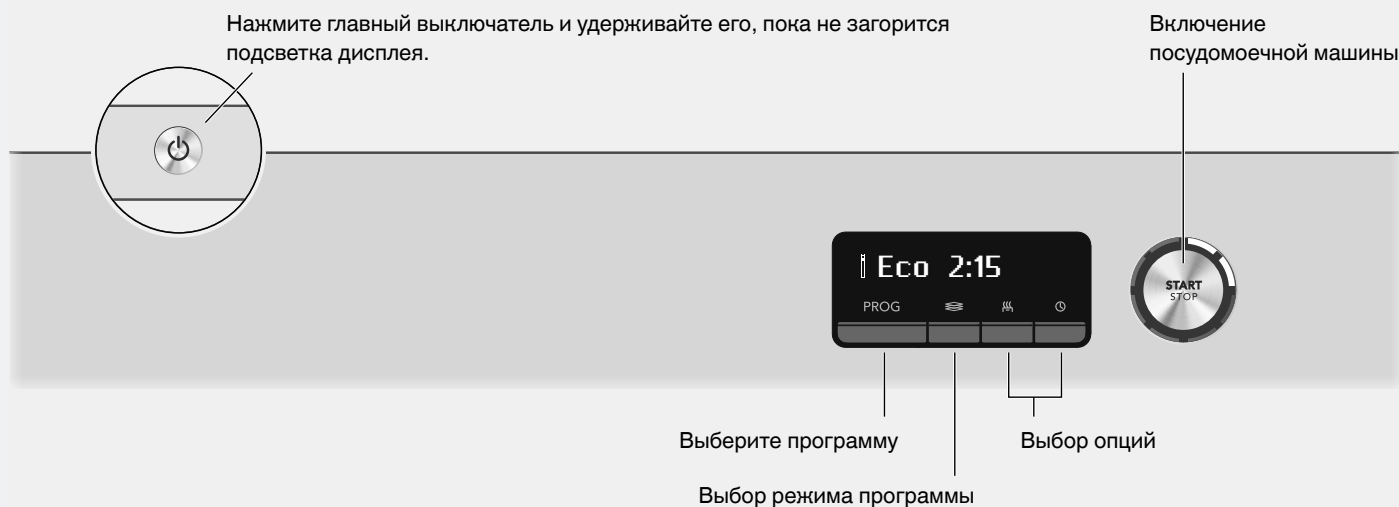 Нажмите главный выключатель и удерживайте его, пока не загорится
подсветка дисплея.
Включение
посудомоечной машины
Eco 2:15
PROG
START
STOP
Выберите программу
Выбор опций
Выбор режима программы